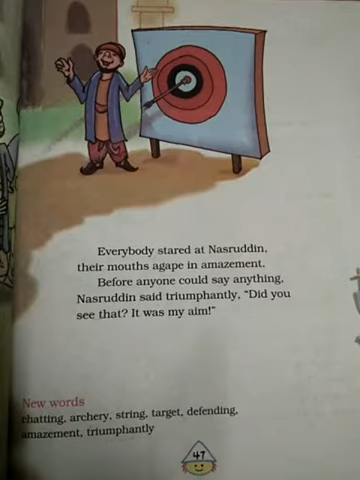 Everybody stared at Nasruddin,
their mouths agape in amazement.
Before anyone could say anything,
Nasruddin said triumphantly, "Did you
see that? It was my aim!"
New words
chatting, archery, string, target, defending,
amazement, triumphantly
47